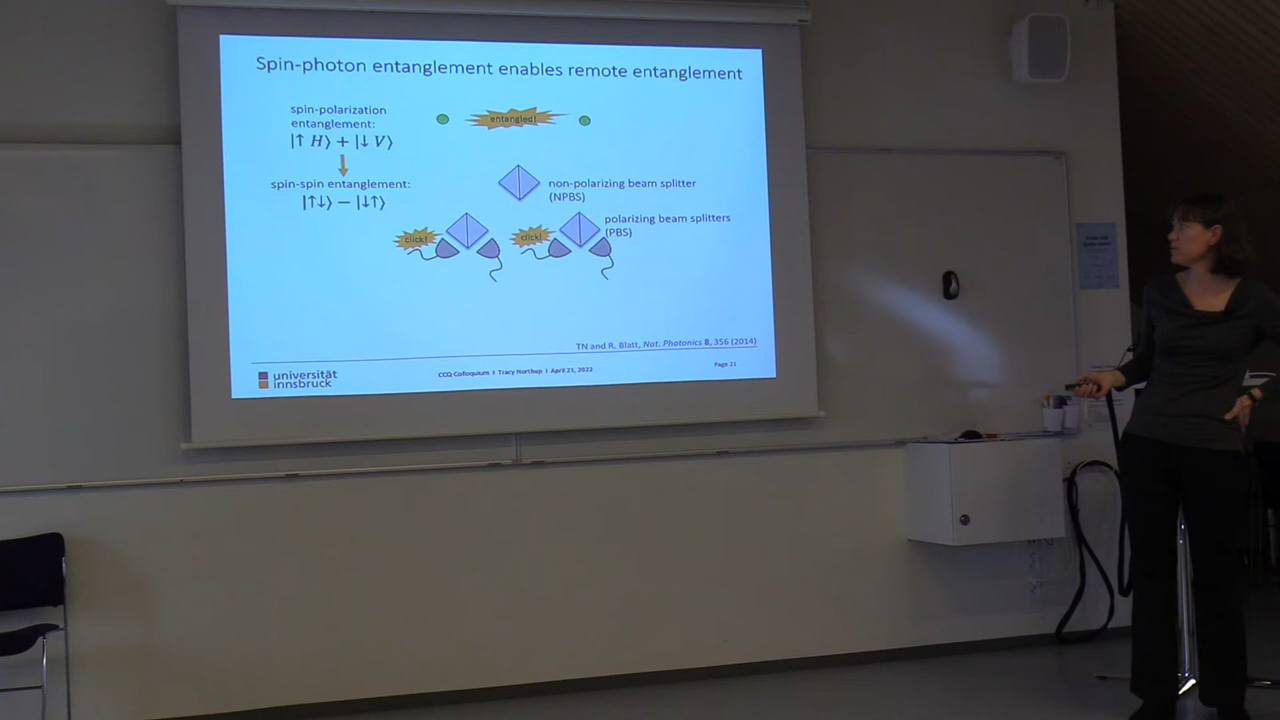 Spin-photon entanglement enables remote entanglement
spin-polarization
entanglement:
|↑ H⟩ + |↓ V⟩
entangled!
spin-spin entanglement:
|↑↓⟩ − |↓↑⟩
non-polarizing beam splitter
(NPBS)
click!
click!
polarizing beam splitters
(PBS)
TN and R. Blatt, Nat. Photonics 8, 356 (2014)
universität
innsbruck
CCQ Colloquium I Tracy Northup I April 21, 2022
Page 21